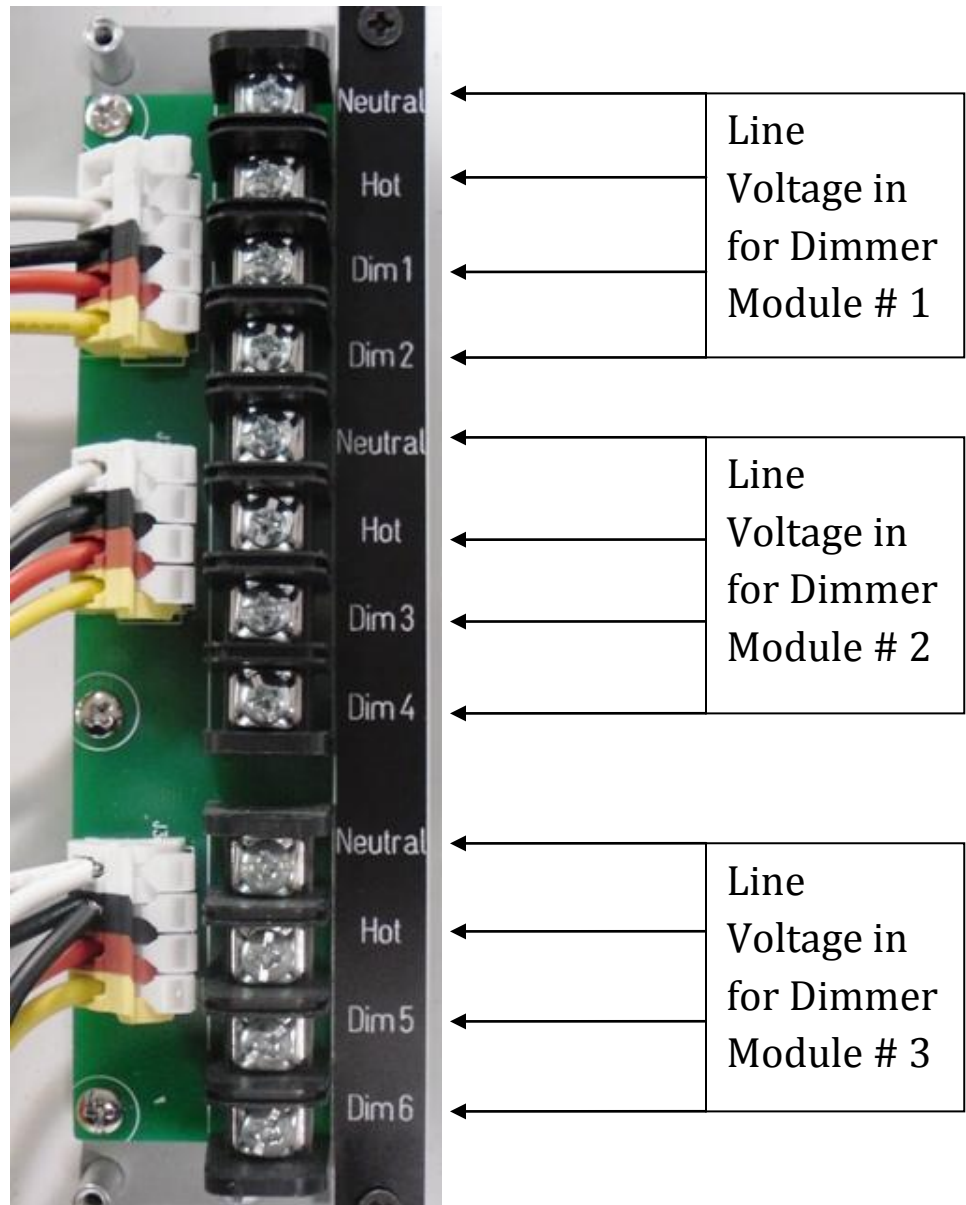 Neutral
Hot
Dim 1
Dim 2
Neutral
Hot
Dim 3
Dim 4
Neutral
Hot
Dim 5
Dim 6
Line
Voltage in
for Dimmer
Module # 1
Line
Voltage in
for Dimmer
Module # 2
Line
Voltage in
for Dimmer
Module # 3